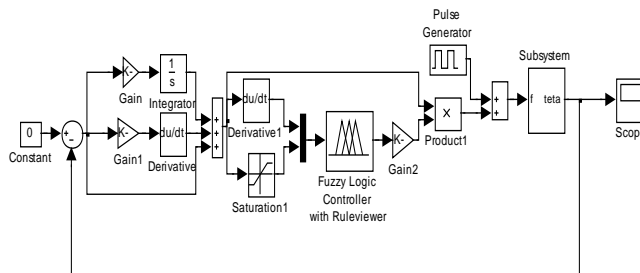 Pulse
Generator
Subsystem
f teta
Scop
K-
Gain
1
s
Integrator
0
Constant
+
−
K-
Gain1
du/dt
Derivative
+
+
+
du/dt
Derivative1
Saturation1
Fuzzy Logic
Controller
with Ruleviewer
K-
Gain2
X
Product1
+
+